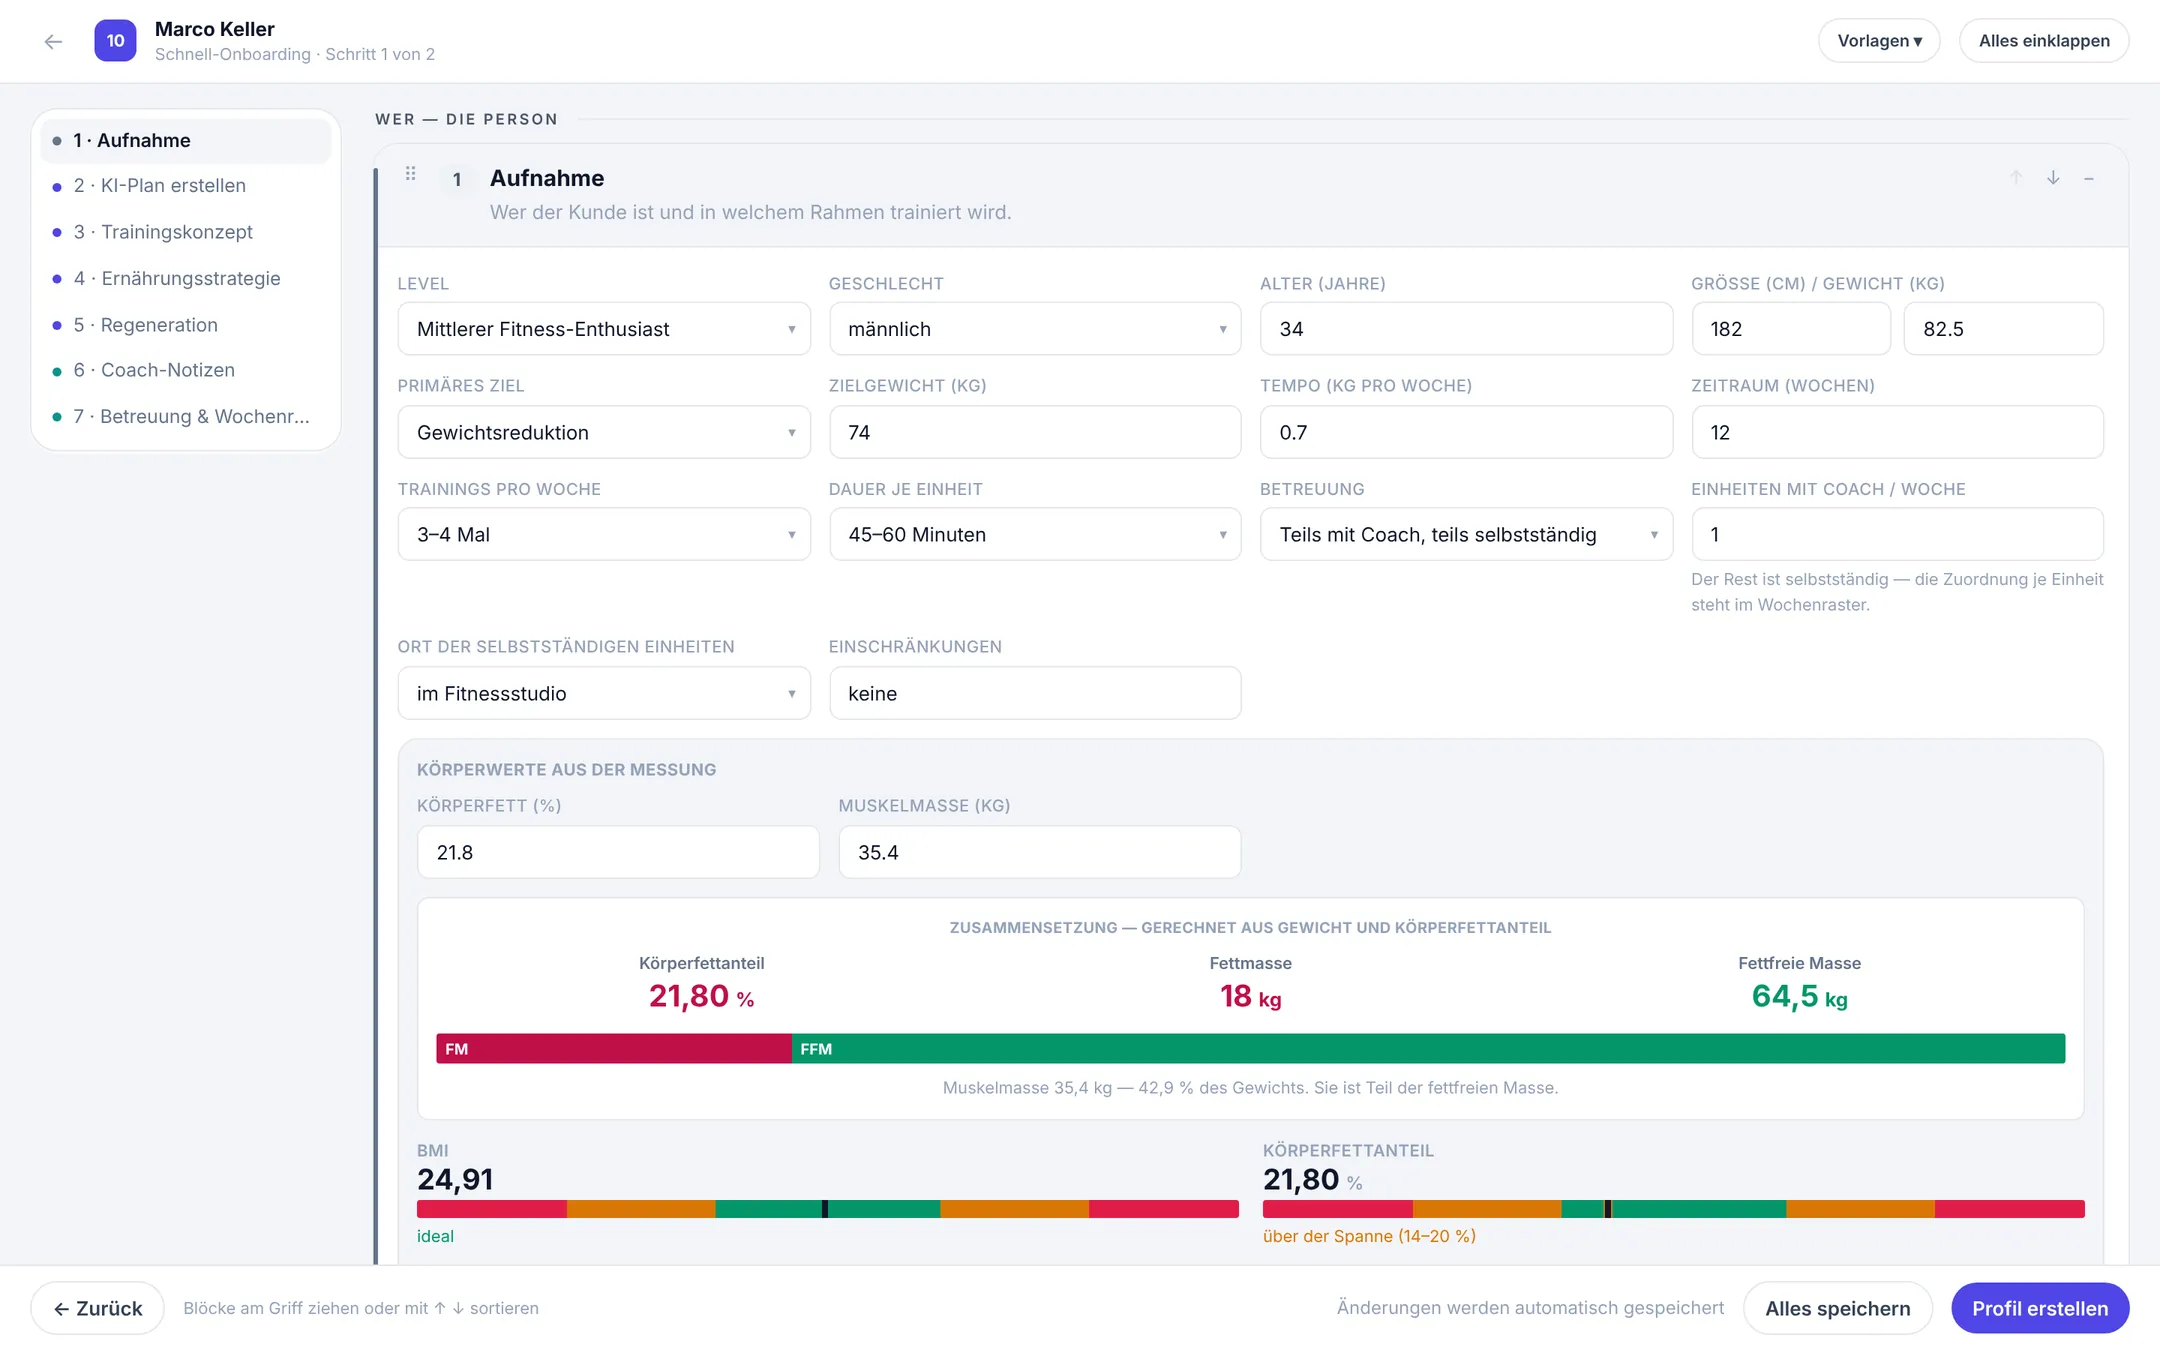 10
Marco Keller
Schnell-Onboarding · Schritt 1 von 2
Vorlagen ▾
Alles einklappen
1 · Aufnahme
2 · KI-Plan erstellen
3 · Trainingskonzept
4 · Ernährungsstrategie
5 · Regeneration
6 · Coach-Notizen
7 · Betreuung & Wochenr...
WER — DIE PERSON
1
Aufnahme
Wer der Kunde ist und in welchem Rahmen trainiert wird.
LEVEL
Mittlerer Fitness-Enthusiast
GESCHLECHT
männlich
ALTER (JAHRE)
34
GRÖSSE (CM) / GEWICHT (KG)
182
82.5
PRIMÄRES ZIEL
Gewichtsreduktion
ZIELGEWICHT (KG)
74
TEMPO (KG PRO WOCHE)
0.7
ZEITRAUM (WOCHEN)
12
TRAININGS PRO WOCHE
3–4 Mal
DAUER JE EINHEIT
45–60 Minuten
BETREUUNG
Teils mit Coach, teils selbstständig
EINHEITEN MIT COACH / WOCHE
1
Der Rest ist selbstständig — die Zuordnung je Einheit
steht im Wochenraster.
ORT DER SELBSTSTÄNDIGEN EINHEITEN
im Fitnessstudio
EINSCHRÄNKUNGEN
keine
KÖRPERWERTE AUS DER MESSUNG
KÖRPERFETT (%)
21.8
MUSKELMASSE (KG)
35.4
ZUSAMMENSETZUNG — GERECHNET AUS GEWICHT UND KÖRPERFETTANTEIL
Körperfettanteil
21,80 %
Fettmasse
18 kg
Fettfreie Masse
64,5 kg
FM
FFM
Muskelmasse 35,4 kg — 42,9 % des Gewichts. Sie ist Teil der fettfreien Masse.
BMI
24,91
ideal
KÖRPERFETTANTEIL
21,80 %
über der Spanne (14–20 %)
← Zurück
Blöcke am Griff ziehen oder mit ↑ ↓ sortieren
Änderungen werden automatisch gespeichert
Alles speichern
Profil erstellen